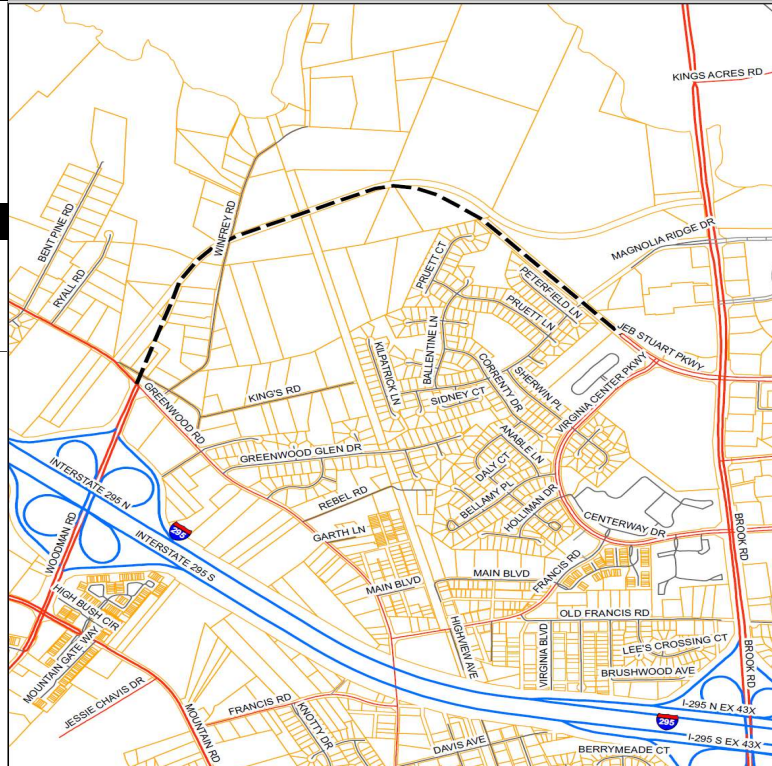 KINGS ACRES RD
BENT PINE RD
RYALL RD
WINFREY RD
MAGNOLIA RIDGE DR
PRUETT CT
PETERFIELD LN
PRUETT LN
JEB STUART PKWY
BALLENTINE LN
KILPATRICK LN
CORRENTY DR
SHERWIN PL
VIRGINIA CENTER PKWY
GREENWOOD RD
KING'S RD
SIDNEY CT
ANABLE LN
GREENWOOD GLEN DR
DALY CT
BELLAMY PL
HOLLIMAN DR
INTERSTATE 295 N
REBEL RD
CENTERWAY DR
BROOK RD
WOODMAN RD
295
GARTH LN
INTERSTATE 295 S
MAIN BLVD
MAIN BLVD
FRANCIS RD
HIGH BUSH CIR
OLD FRANCIS RD
HIGHVIEW AVE
VIRGINIA BLVD
LEE'S CROSSING CT
BROOK RD
MOUNTAIN GATE WAY
BRUSHWOOD AVE
JESSIE CHAVIS DR
FRANCIS RD
MOUNTAIN RD
KNOTTY DR
I-295 N EX 43X
295
I-295 S EX 43X
DAVIS AVE
BERRYMEADE CT